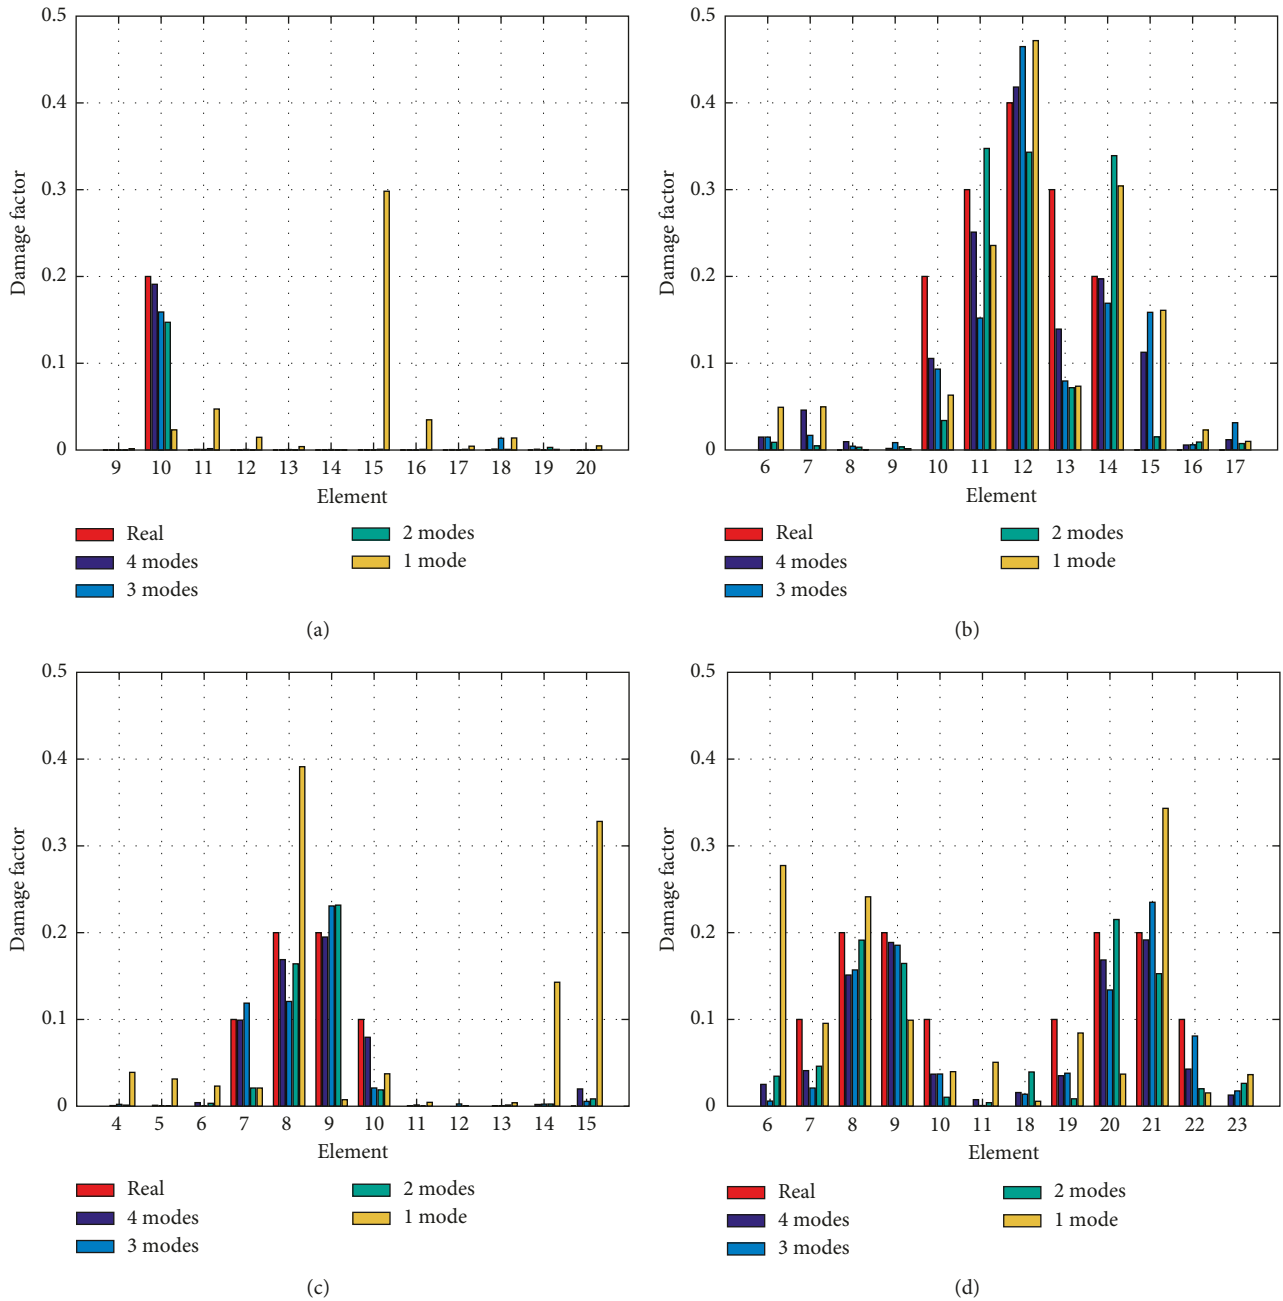 0.5
0.4
0.3
0.2
0.1
0
Damage factor
9 10 11 12 13 14 15 16 17 18 19 20
Element
Real
4 modes
3 modes
2 modes
1 mode
(a)
0.5
0.4
0.3
0.2
0.1
0
Damage factor
6 7 8 9 10 11 12 13 14 15 16 17
Element
Real
4 modes
3 modes
2 modes
1 mode
(b)
0.5
0.4
0.3
0.2
0.1
0
Damage factor
4 5 6 7 8 9 10 11 12 13 14 15
Element
Real
4 modes
3 modes
2 modes
1 mode
(c)
0.5
0.4
0.3
0.2
0.1
0
Damage factor
6 7 8 9 10 11 18 19 20 21 22 23
Element
Real
4 modes
3 modes
2 modes
1 mode
(d)